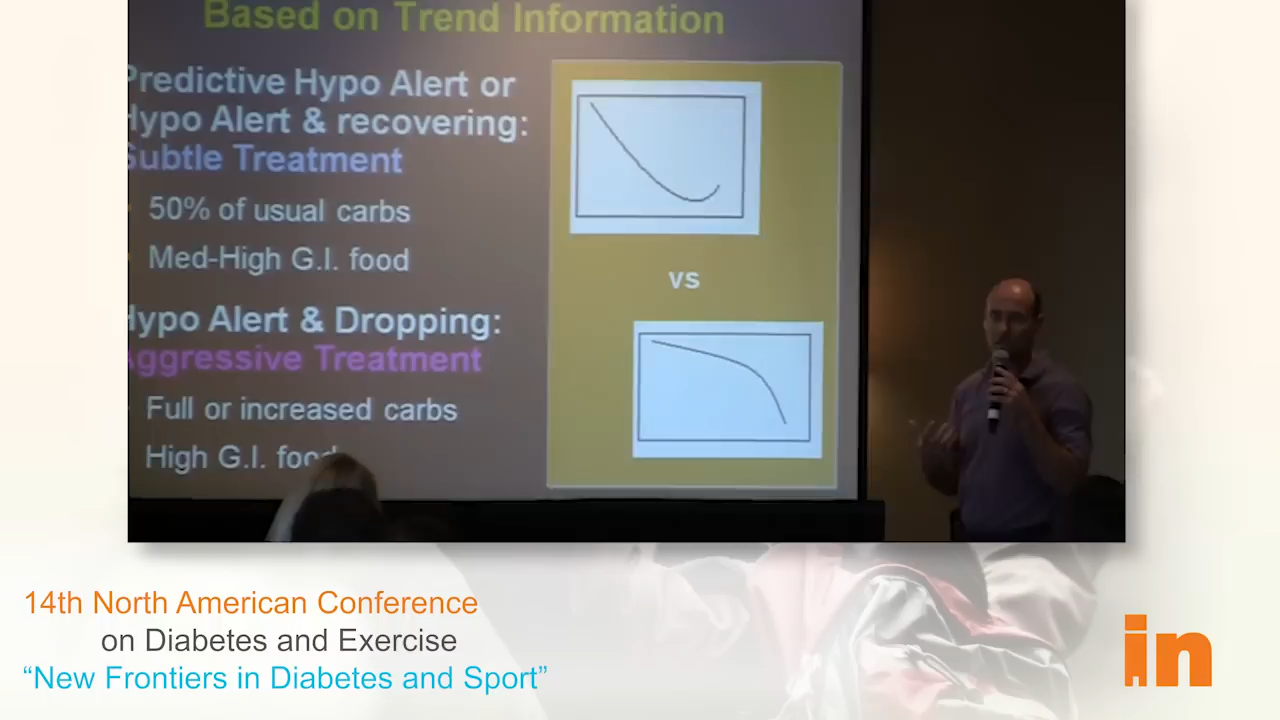 Based on Trend Information
Predictive Hypo Alert or
Hypo Alert & recovering:
Subtle Treatment
50% of usual carbs
Med-High G.I. food
vs
Hypo Alert & Dropping:
Aggressive Treatment
Full or increased carbs
High G.I. food
14th North American Conference
on Diabetes and Exercise
“New Frontiers in Diabetes and Sport”
in